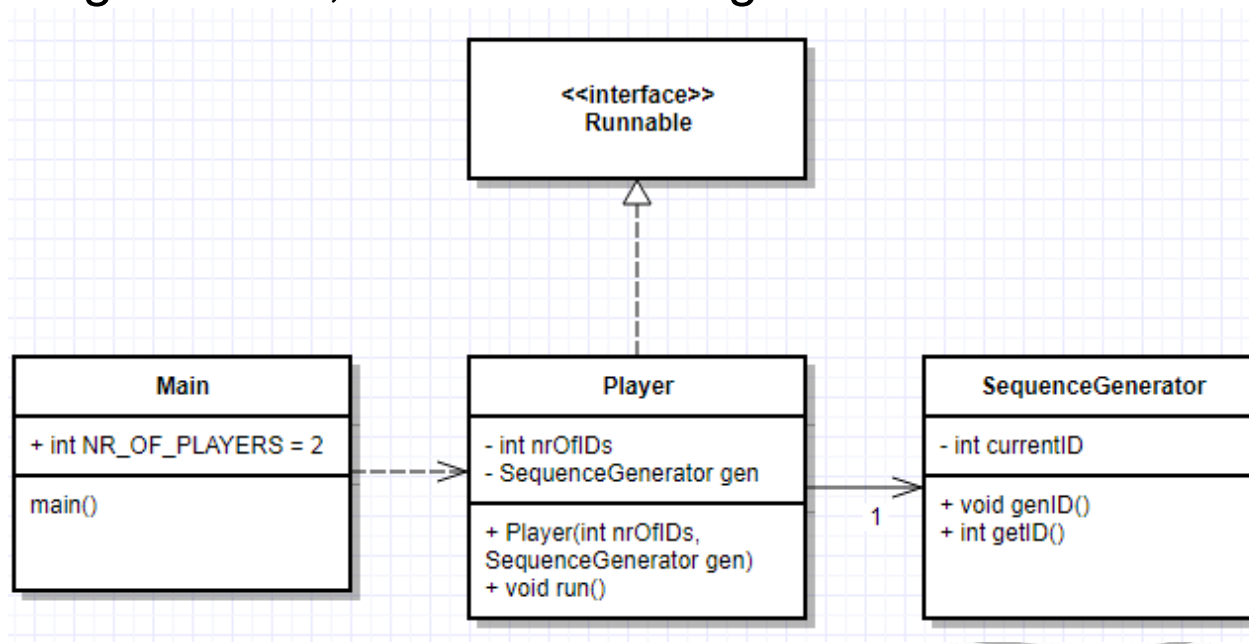 <<interface>>
Runnable
Main
+ int NR_OF_PLAYERS = 2
main()
Player
- int nrOfIDs
- SequenceGenerator gen
+ Player(int nrOfIDs,
SequenceGenerator gen)
+ void run()
1
SequenceGenerator
- int currentID
+ void genID()
+ int getID()